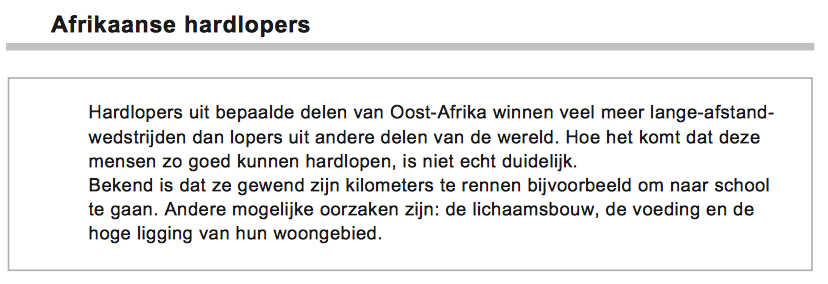 Afrikaanse hardlopers
Hardlopers uit bepaalde delen van Oost-Afrika winnen veel meer lange-afstand-
wedstrijden dan lopers uit andere delen van de wereld. Hoe het komt dat deze
mensen zo goed kunnen hardlopen, is niet echt duidelijk.
Bekend is dat ze gewend zijn kilometers te rennen bijvoorbeeld om naar school
te gaan. Andere mogelijke oorzaken zijn: de lichaamsbouw, de voeding en de
hoge ligging van hun woongebied.